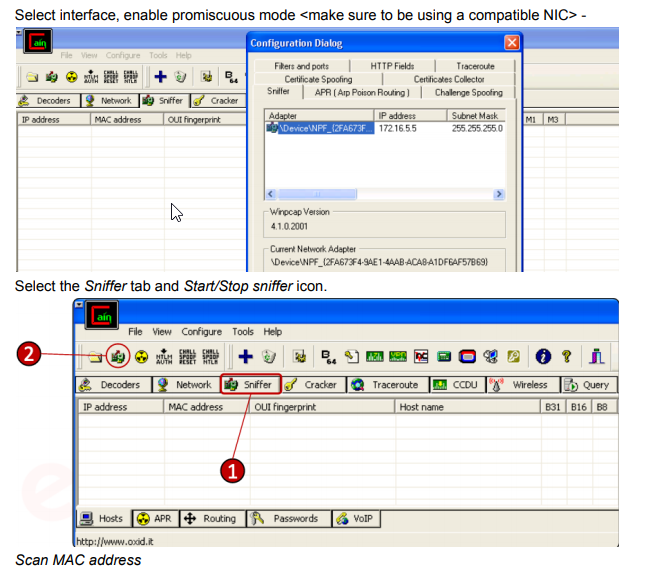 Select interface, enable promiscuous mode <make sure to be using a compatible NIC> -
Cain
File View Configure Tools Help
Configuration Dialog
Filters and ports HTTP Fields Traceroute
Certificate Spoofing Certificates Collector
Sniffer APR ( Arp Poison Routing ) Challenge Spoofing
Decoders Network Sniffer Cracker
IP address MAC address OUI fingerprint
M1 M3
Adapter IP address Subnet Mask
\Device\NPF_{2FA673F... 172.16.5.5 255.255.255.0
Winpcap Version
4.1.0.2001
Current Network Adapter
\Device\NPF_{2FA673F4-9AE1-4AAB-ACA8-A1DF6AF57B69}
Select the Sniffer tab and Start/Stop sniffer icon.
Cain
File View Configure Tools Help
2
NTLM AUTH CHALL SPOOF RESET CHALL SPOOF NTLM B 64
Decoders Network Sniffer Cracker Traceroute CCDU Wireless Query
IP address MAC address OUI fingerprint Host name B31 B16 B8
1
Hosts APR Routing Passwords VoIP
http://www.oxid.it
Scan MAC address